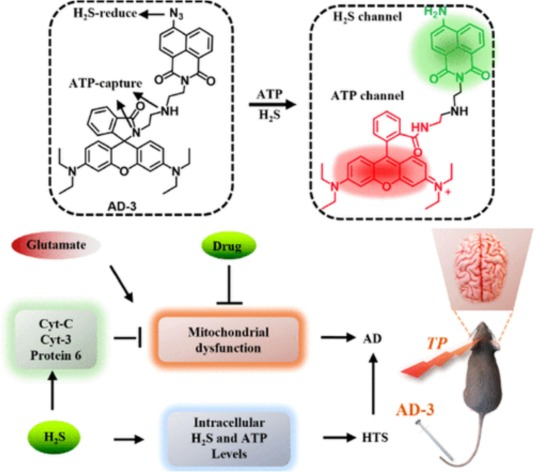 H₂S-reduce
N₃
H₂S channel
H₂N
ATP-capture
O
N
O
ATP
H₂S
ATP channel
O
N
O
O
NH
N
HN
NH
O
N
O
N
N
O
N⁺
AD-3
Glutamate
Drug
Cyt-C
Cyt-3
Protein 6
Mitochondrial
dysfunction
AD
TP
AD-3
H₂S
Intracellular
H₂S and ATP
Levels
HTS